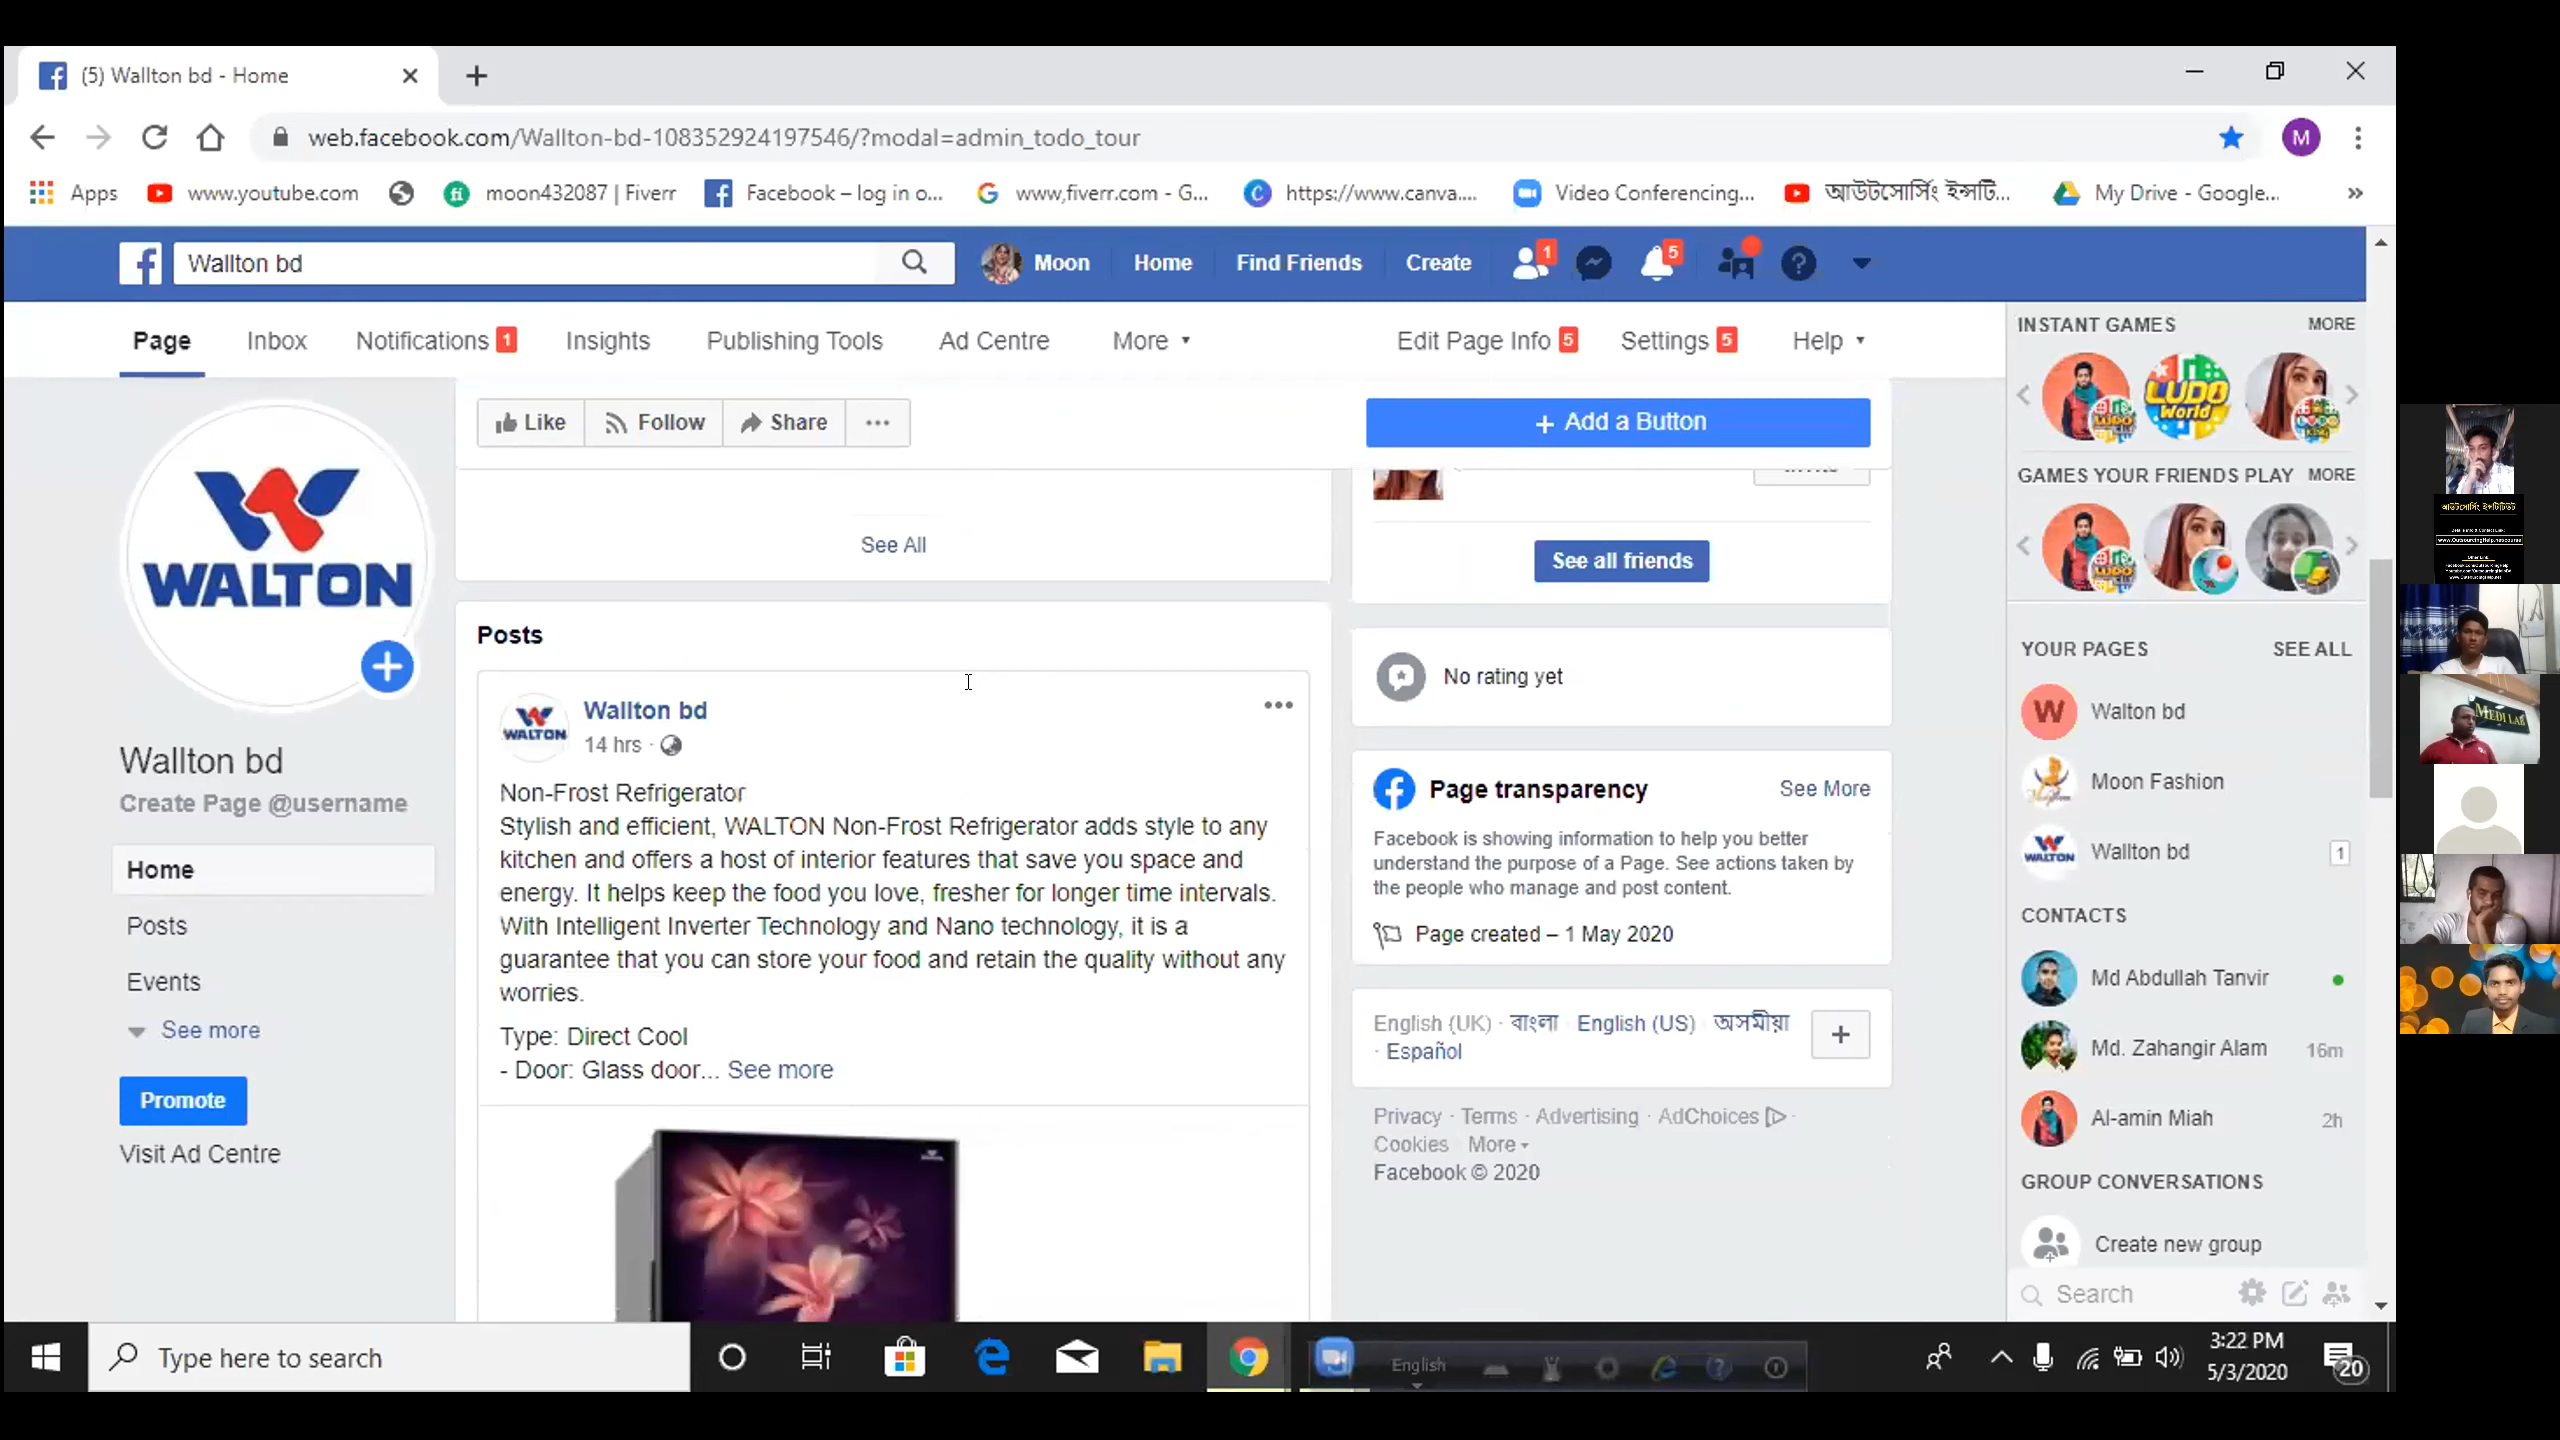 (5) Wallton bd - Home
web.facebook.com/Wallton-bd-108352924197546/?modal=admin_todo_tour
M
Apps
www.youtube.com
moon432087 | Fiverr
Facebook – log in o...
www,fiverr.com - G...
https://www.canva....
Video Conferencing...
আউটসোর্সিং ইন্সটি...
My Drive - Google...
Wallton bd
Moon
Home
Find Friends
Create
1
5
Page
Inbox
Notifications 1
Insights
Publishing Tools
Ad Centre
More
Edit Page Info 5
Settings 5
Help
WALTON
Wallton bd
Create Page @username
Home
Posts
Events
See more
Promote
Visit Ad Centre
Like
Follow
Share
+ Add a Button
See All
Posts
WALTON
Wallton bd
14 hrs ·
Non-Frost Refrigerator
Stylish and efficient, WALTON Non-Frost Refrigerator adds style to any
kitchen and offers a host of interior features that save you space and
energy. It helps keep the food you love, fresher for longer time intervals.
With Intelligent Inverter Technology and Nano technology, it is a
guarantee that you can store your food and retain the quality without any
worries.
Type: Direct Cool
- Door: Glass door... See more
See all friends
No rating yet
Page transparency
See More
Facebook is showing information to help you better
understand the purpose of a Page. See actions taken by
the people who manage and post content.
Page created – 1 May 2020
English (UK) · বাংলা · English (US) · অসমীয়া
· Español
Privacy · Terms · Advertising · AdChoices ·
Cookies · More
Facebook © 2020
INSTANT GAMES
MORE
LUDO
World
GAMES YOUR FRIENDS PLAY
MORE
YOUR PAGES
SEE ALL
W
Walton bd
Moon Fashion
WALTON
Wallton bd
1
CONTACTS
Md Abdullah Tanvir
Md. Zahangir Alam
16m
Al-amin Miah
2h
GROUP CONVERSATIONS
Create new group
Search
আউটসোর্সিং ইন্সটিটিউট
MEDI LAB
Type here to search
English
3:22 PM
5/3/2020
20